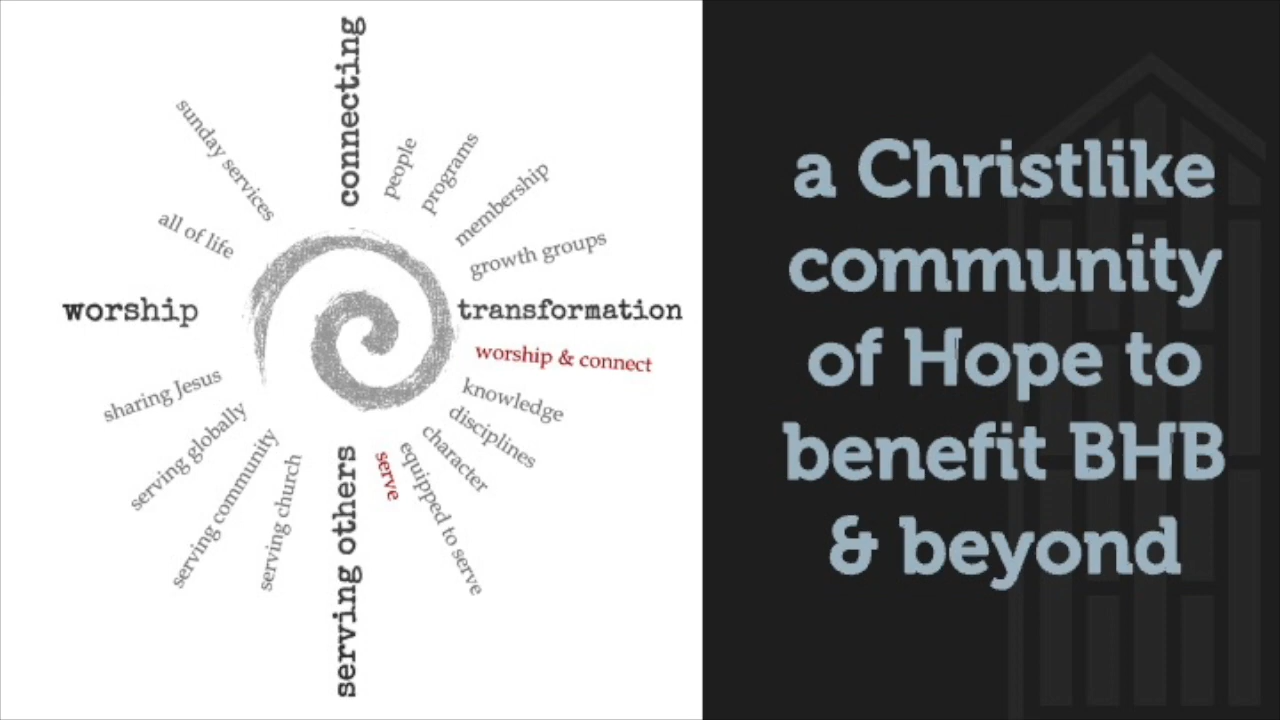 connecting
people
programs
membership
growth groups
transformation
worship & connect
knowledge
disciplines
character
equipped to serve
serve
serving others
serving church
serving community
serving globally
sharing Jesus
worship
all of life
sunday services
a Christlike
community
of Hope to
benefit BHB
& beyond